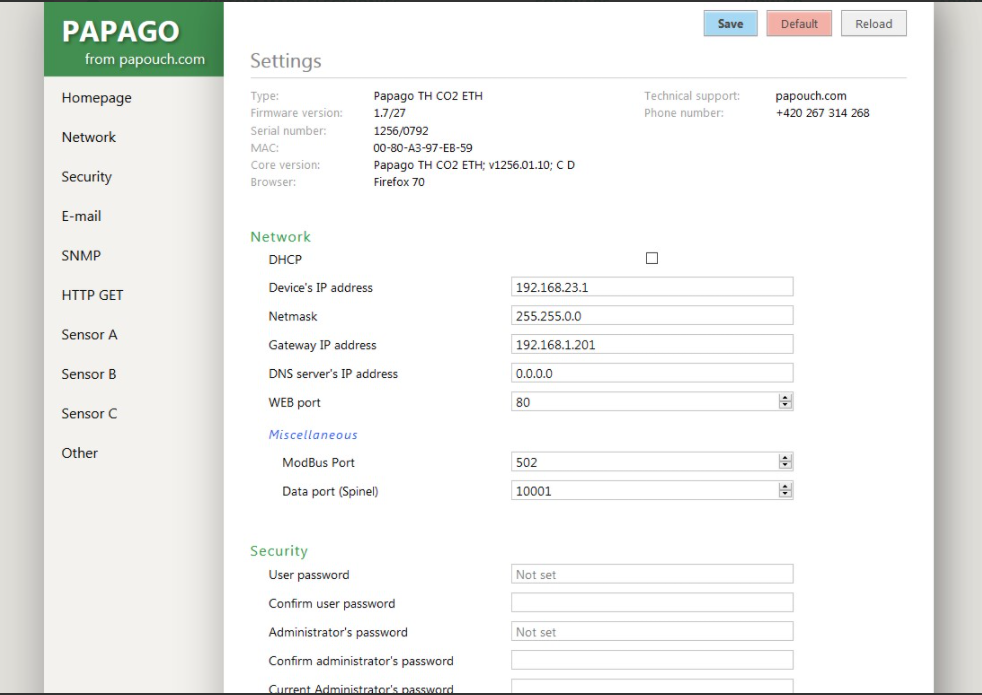 PAPAGO
from papouch.com
Homepage
Network
Security
E-mail
SNMP
HTTP GET
Sensor A
Sensor B
Sensor C
Other
Save Default Reload
Settings
Type: Papago TH CO2 ETH Technical support: papouch.com
Firmware version: 1.7/27 Phone number: +420 267 314 268
Serial number: 1256/0792
MAC: 00-80-A3-97-EB-59
Core version: Papago TH CO2 ETH; v1256.01.10; C D
Browser: Firefox 70
Network
DHCP
Device's IP address 192.168.23.1
Netmask 255.255.0.0
Gateway IP address 192.168.1.201
DNS server's IP address 0.0.0.0
WEB port 80
Miscellaneous
ModBus Port 502
Data port (Spinel) 10001
Security
User password Not set
Confirm user password
Administrator's password Not set
Confirm administrator's password
Current Administrator's password